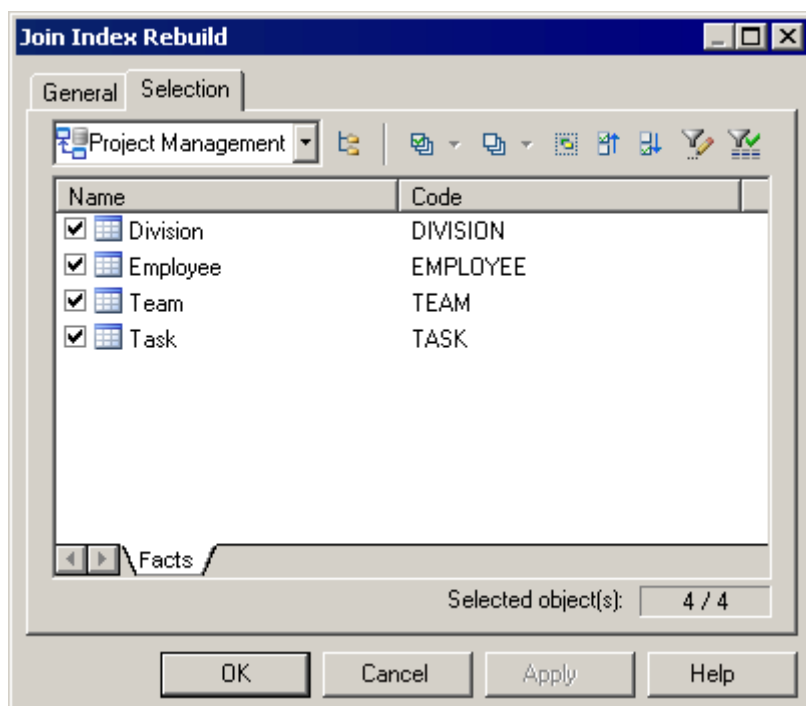 Join Index Rebuild
General Selection
Project Management
Name Code
Division DIVISION
Employee EMPLOYEE
Team TEAM
Task TASK
Facts
Selected object(s): 4 / 4
OK Cancel Apply Help